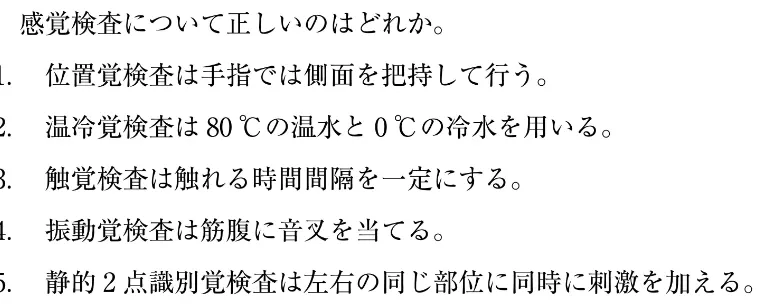 感覚検査について正しいのはどれか。
1. 位置覚検査は手指では側面を把持して行う。
2. 温冷覚検査は 80 ℃の温水と 0 ℃の冷水を用いる。
3. 触覚検査は触れる時間間隔を一定にする。
4. 振動覚検査は筋腹に音叉を当てる。
5. 静的 2 点識別覚検査は左右の同じ部位に同時に刺激を加える。